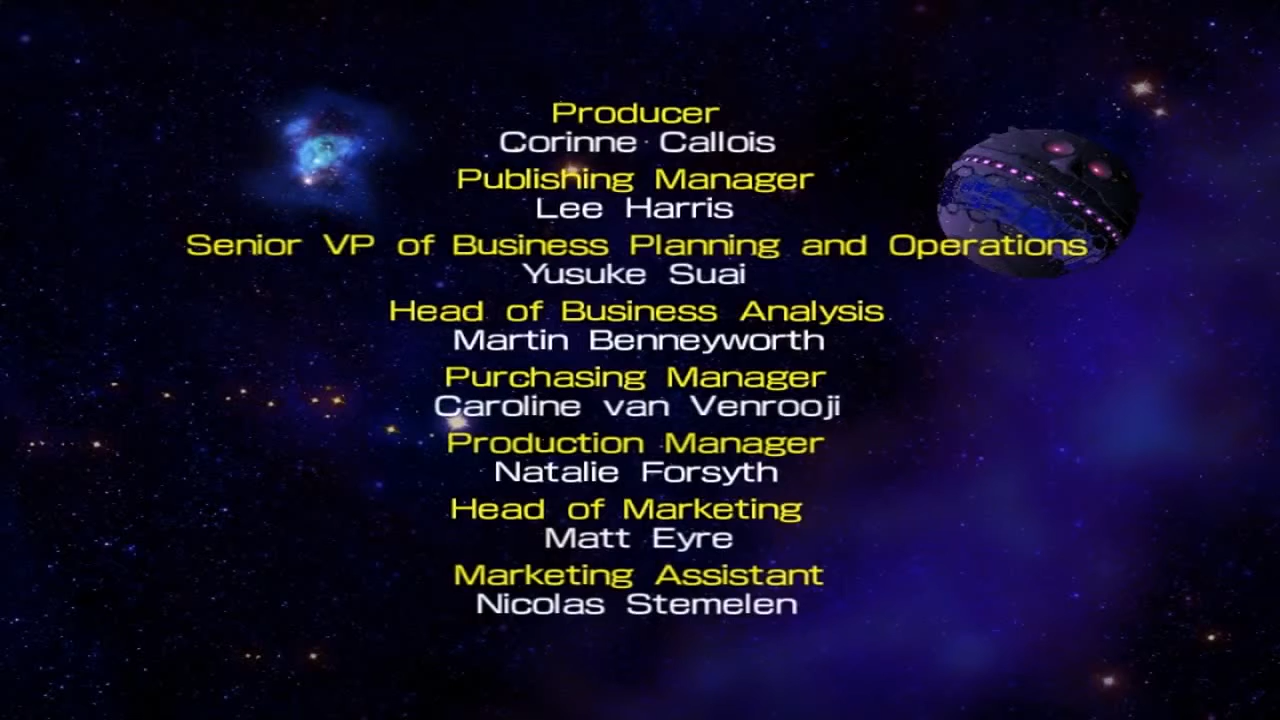 Producer
Corinne Callois
Publishing Manager
Lee Harris
Senior VP of Business Planning and Operations
Yusuke Suai
Head of Business Analysis
Martin Benneyworth
Purchasing Manager
Caroline van Venrooji
Production Manager
Natalie Forsyth
Head of Marketing
Matt Eyre
Marketing Assistant
Nicolas Stemelen